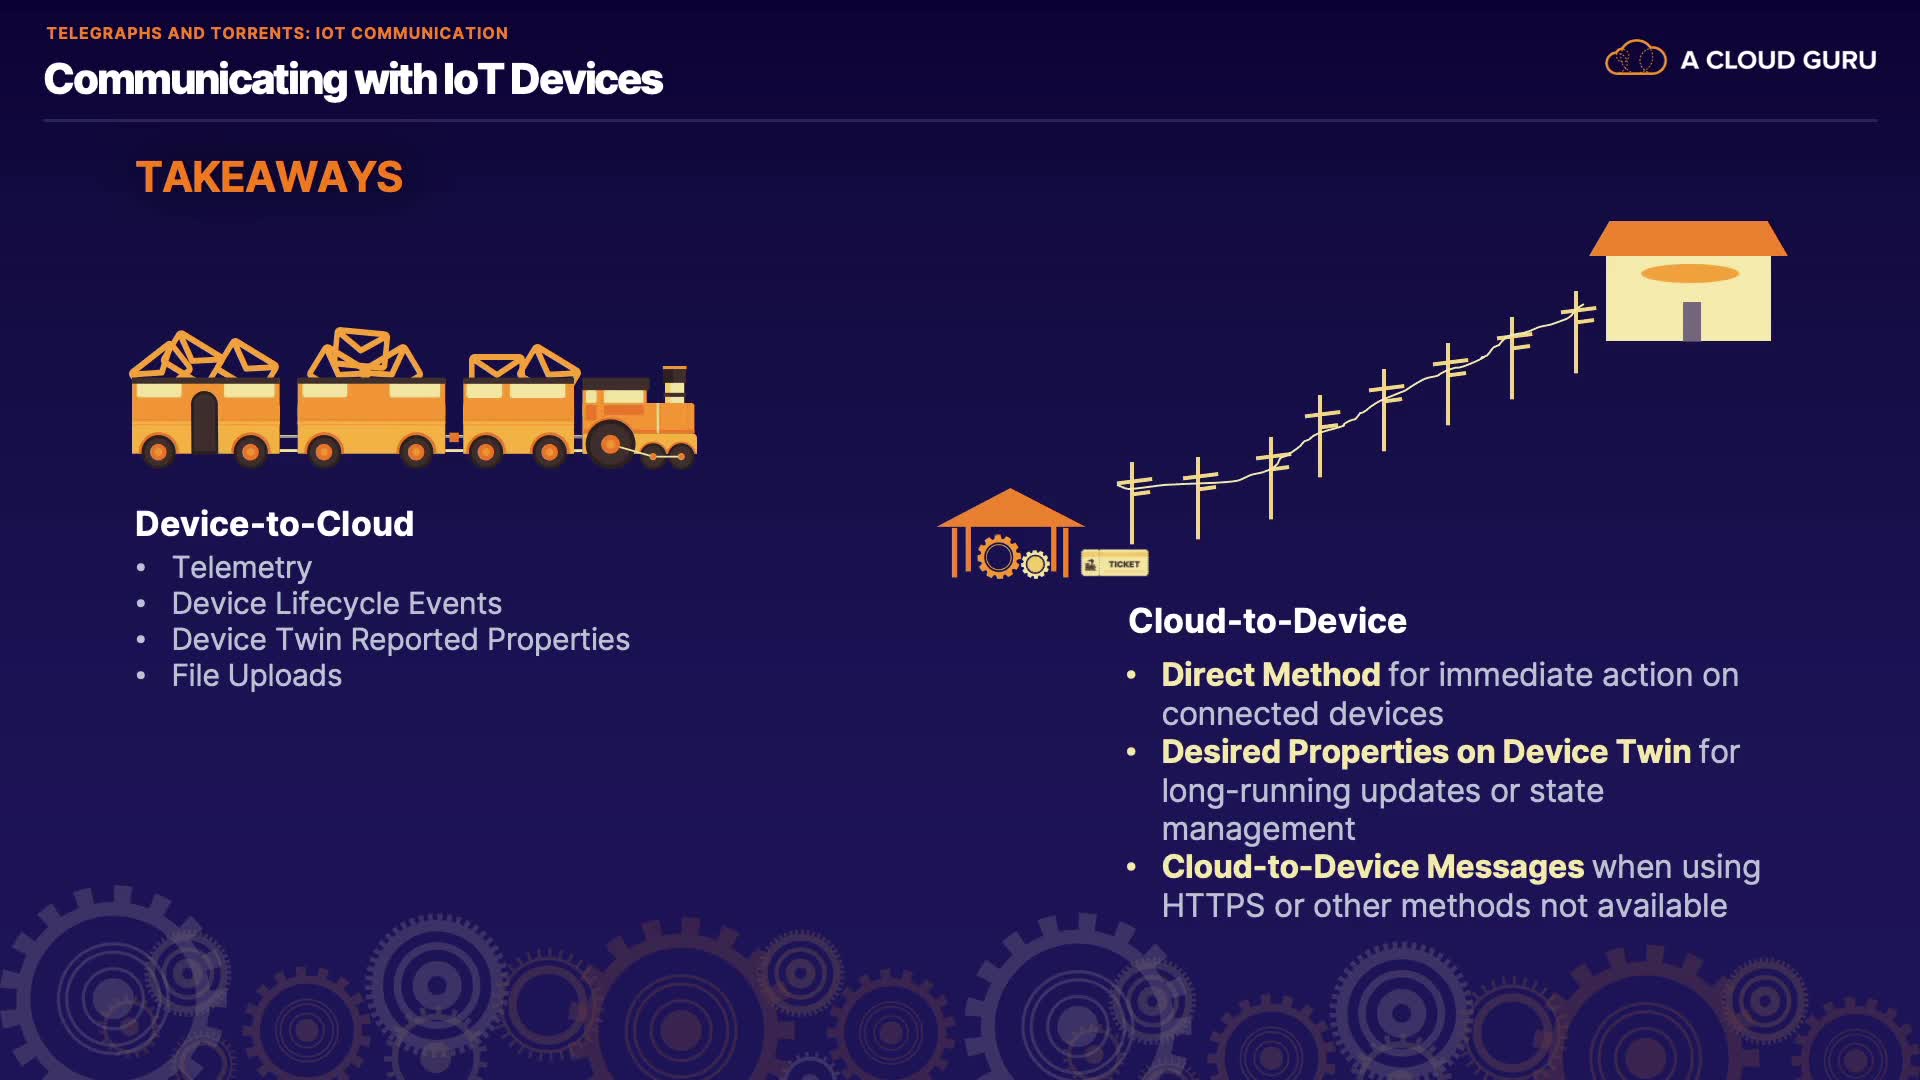 TELEGRAPHS AND TORRENTS: IOT COMMUNICATION
Communicating with IoT Devices
A CLOUD GURU
TAKEAWAYS
Device-to-Cloud
• Telemetry
• Device Lifecycle Events
• Device Twin Reported Properties
• File Uploads
TICKET
Cloud-to-Device
• Direct Method for immediate action on
connected devices
• Desired Properties on Device Twin for
long-running updates or state
management
• Cloud-to-Device Messages when using
HTTPS or other methods not available